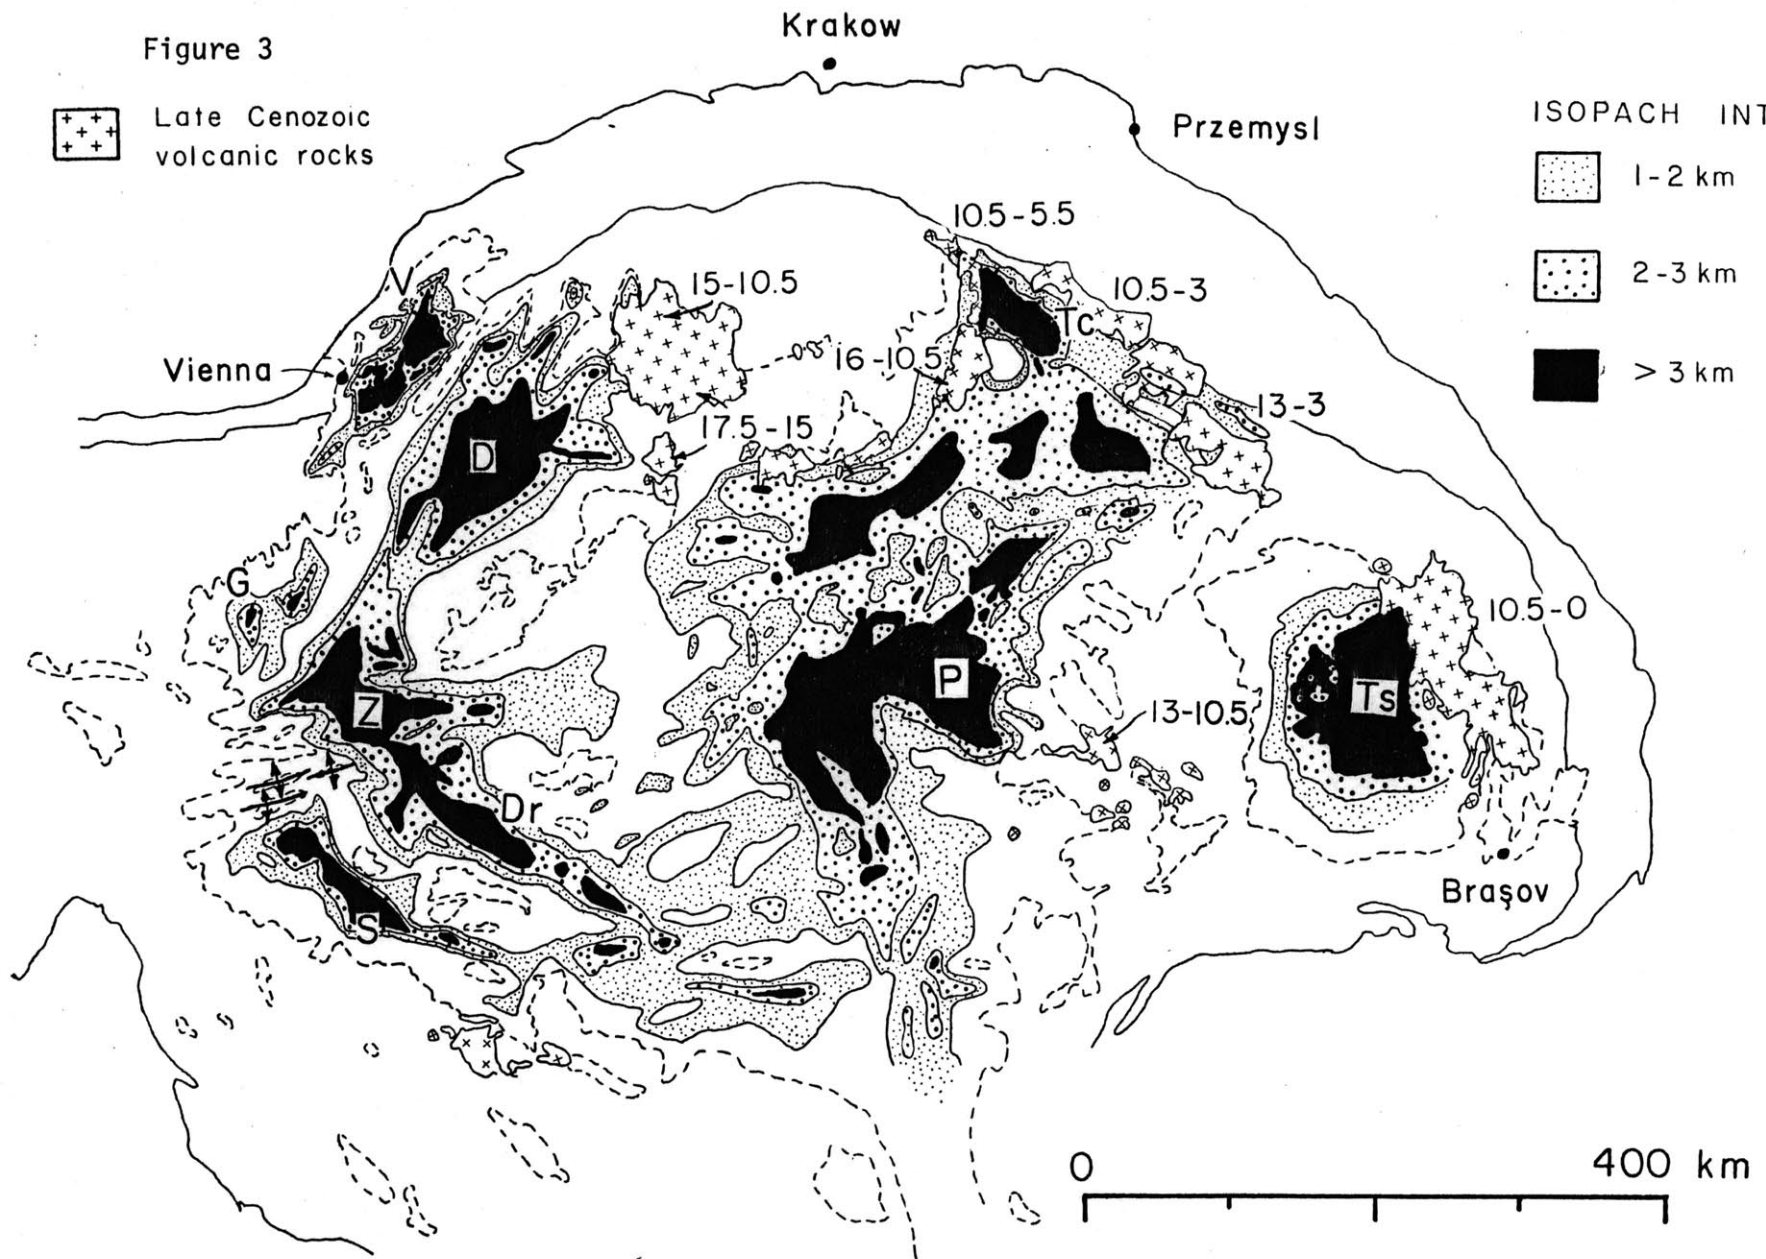 Krakow
Figure 3
Late Cenozoic
volcanic rocks
Przemysl
ISOPACH INT
1-2 km
2-3 km
> 3 km
10.5-5.5
V
15-10.5
10.5-3
Tc
Vienna
16-10.5
13-3
17.5-15
D
G
10.5-0
P
Ts
Z
13-10.5
Dr
Braşov
S
0
400 km